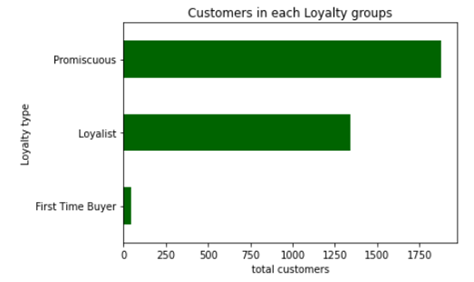 Customers in each Loyalty groups
Loyalty type
Promiscuous
Loyalist
First Time Buyer
0 250 500 750 1000 1250 1500 1750
total customers